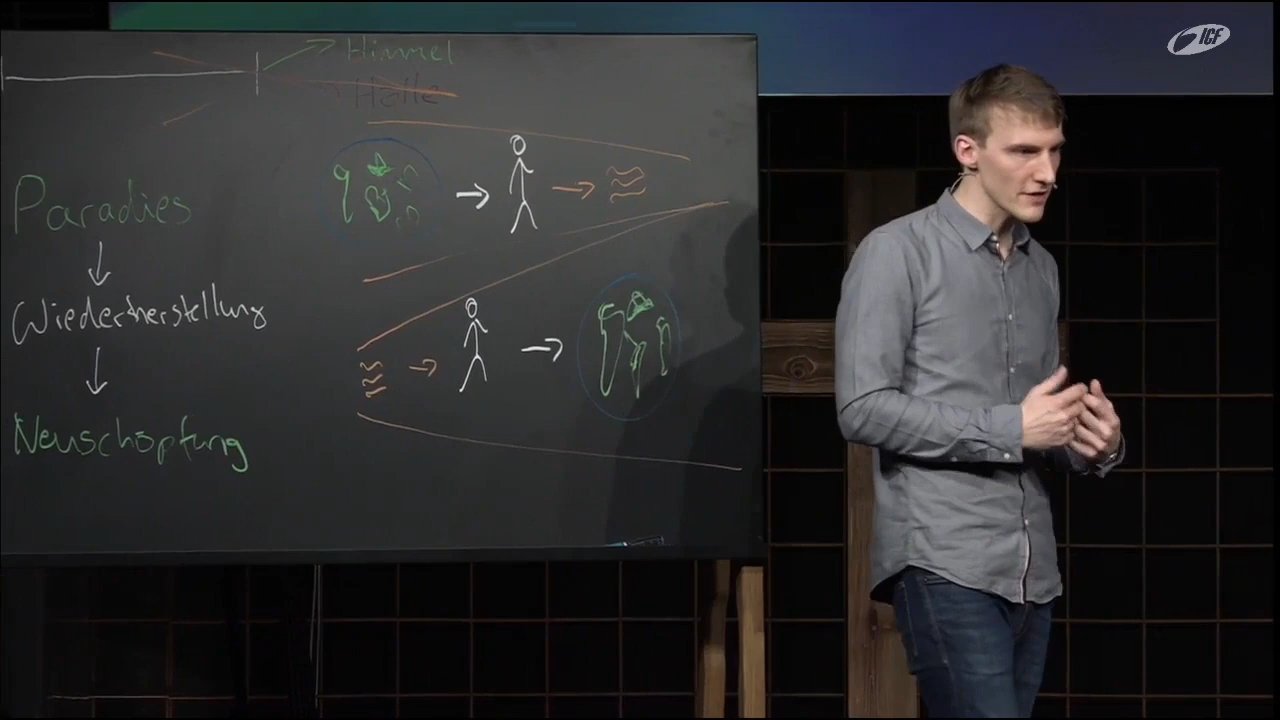 ICF
Himmel
Hölle
Paradies
Wiederherstellung
Neuschöpfung